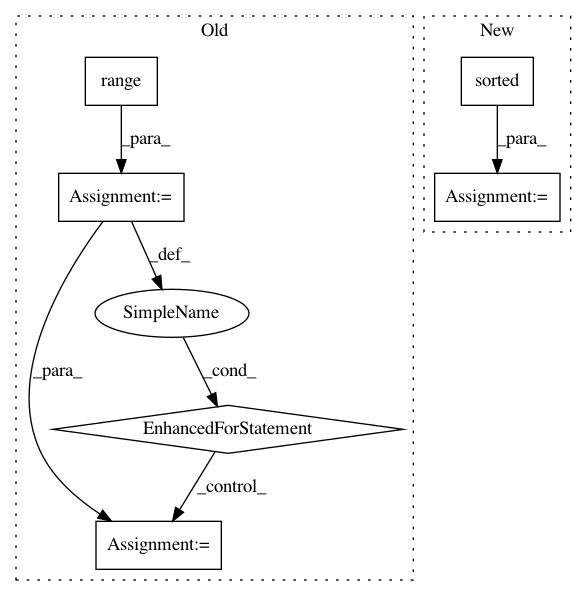 Old
New
range
sorted
_para_
_para_
Assignment:=
Assignment:=
_def_
SimpleName
_para_
_cond_
EnhancedForStatement
_control_
Assignment:=